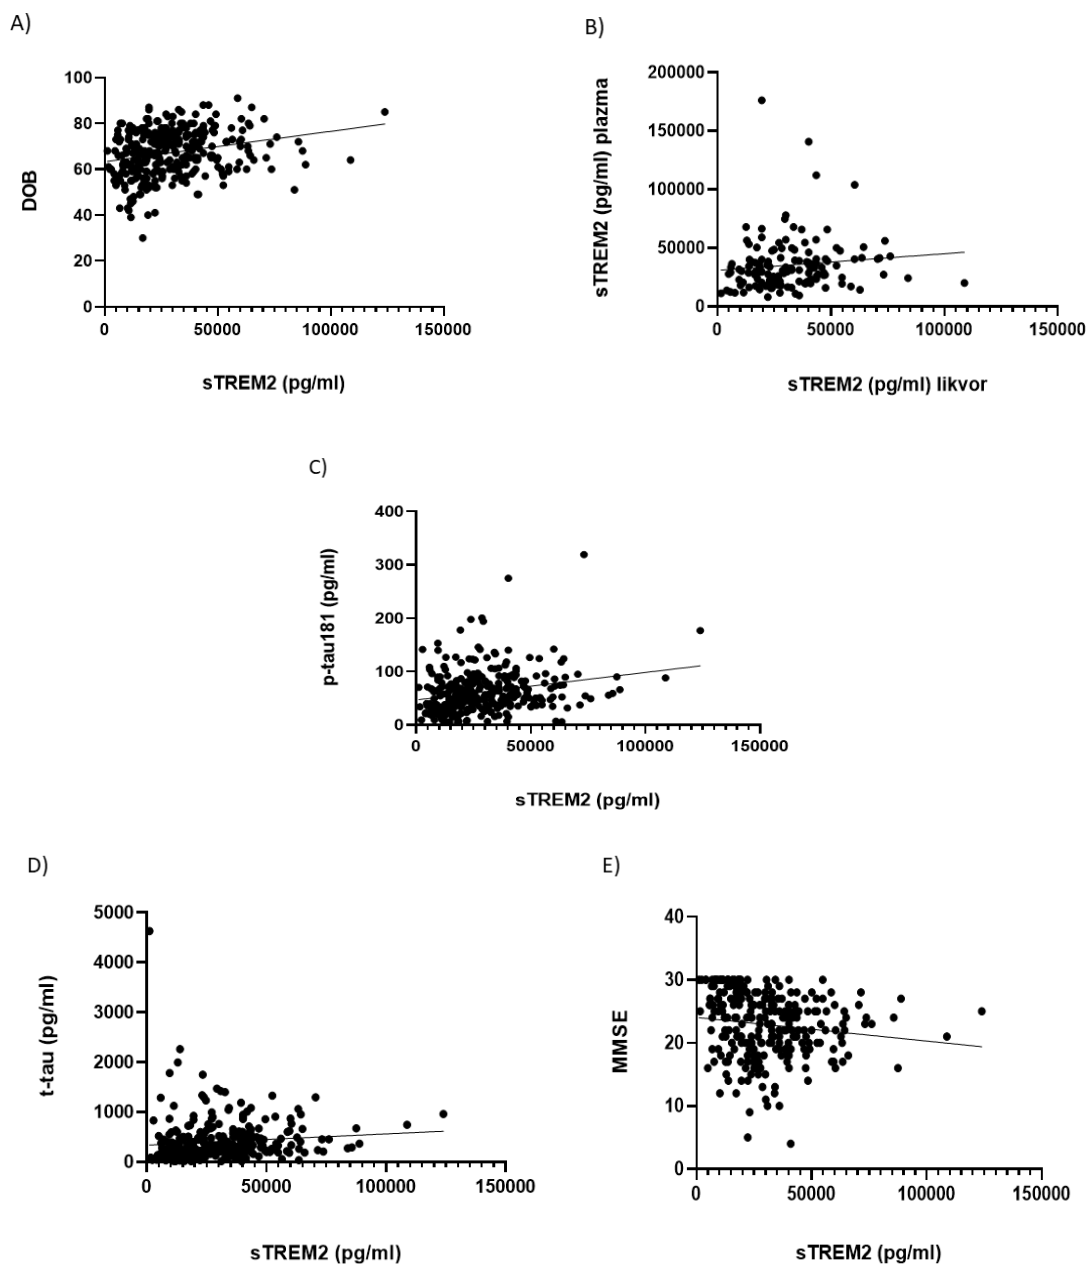 A)
DOB
100
80
60
40
20
0
0 50000 100000 150000
sTREM2 (pg/ml)
B)
sTREM2 (pg/ml) plazma
200000
150000
100000
50000
0
0 50000 100000 150000
sTREM2 (pg/ml) likvor
C)
p-tau181 (pg/ml)
400
300
200
100
0
0 50000 100000 150000
sTREM2 (pg/ml)
D)
t-tau (pg/ml)
5000
4000
3000
2000
1000
0
0 50000 100000 150000
sTREM2 (pg/ml)
E)
MMSE
40
30
20
10
0
0 50000 100000 150000
sTREM2 (pg/ml)